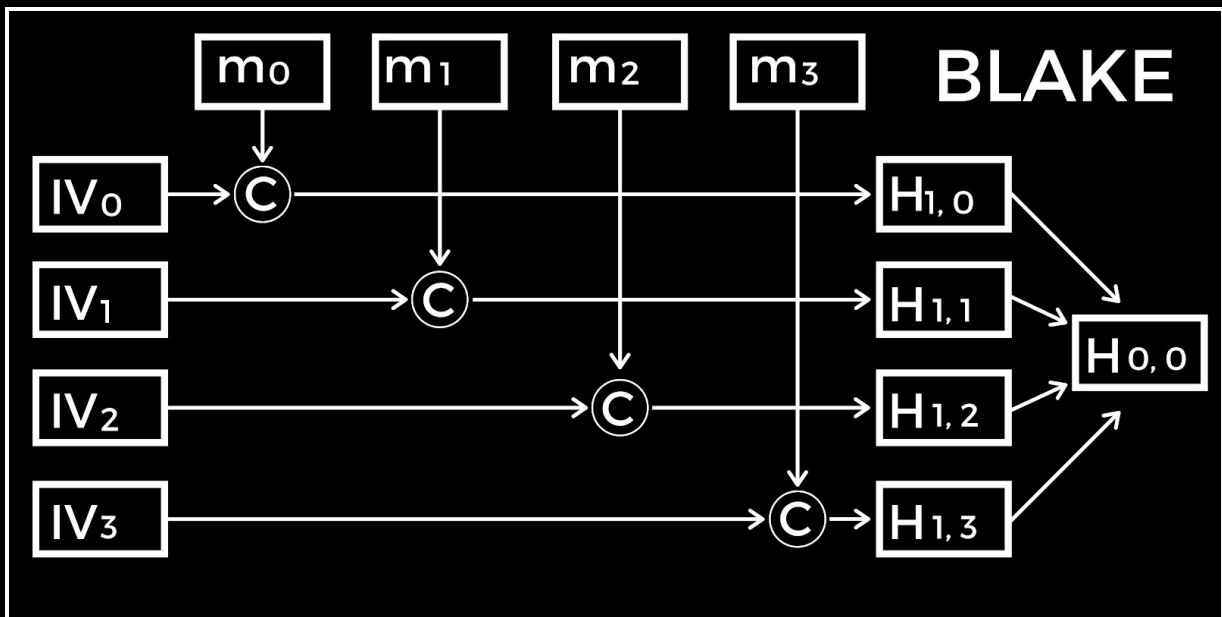 m₀ m₁ m₂ m₃ BLAKE
IV₀ C H₁,₀
IV₁ C H₁,₁
H₀,₀
IV₂ C H₁,₂
IV₃ C H₁,₃